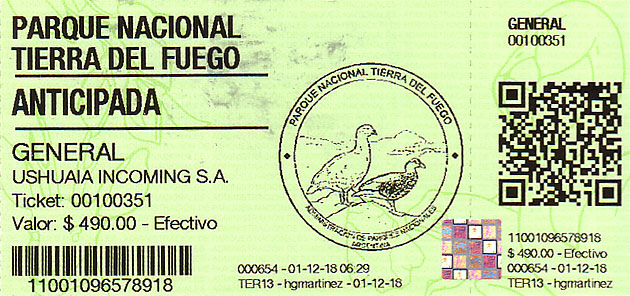 PARQUE NACIONAL
TIERRA DEL FUEGO
ANTICIPADA
GENERAL
USHUAIA INCOMING S.A.
Ticket: 00100351
Valor: $ 490.00 - Efectivo
11001096578918
PARQUE NACIONAL TIERRA DEL FUEGO
ADMINISTRACION DE PARQUES NACIONALES
ARGENTINA
000654 - 01-12-18 06:29
TER13 - hgmartinez - 01-12-18
GENERAL
00100351
11001096578918
$ 490.00 - Efectivo
000654 - 01-12-18
TER13 - hgmartinez